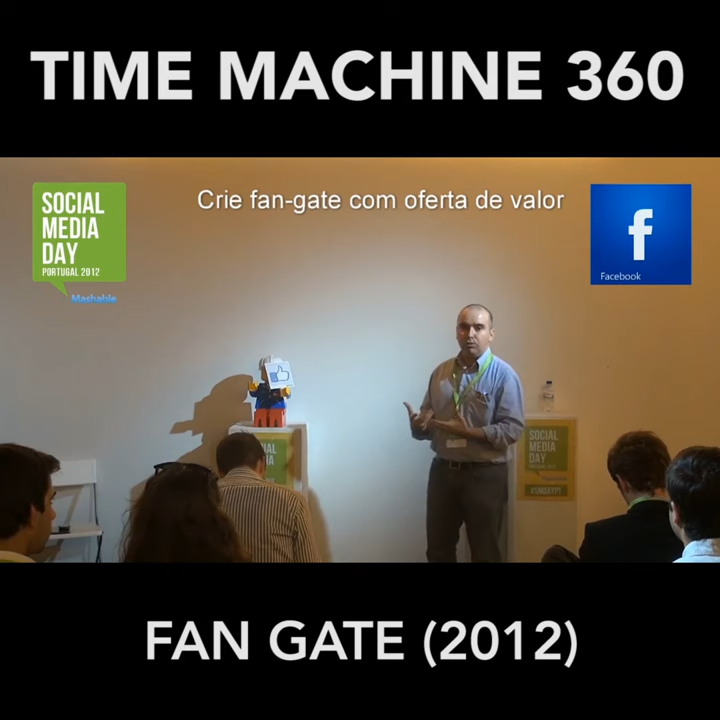 TIME MACHINE 360
Crie fan-gate com oferta de valor
SOCIAL
MEDIA
DAY
PORTUGAL 2012
Mashable
f
Facebook
SOCIAL
MEDIA
DAY
FAN GATE (2012)